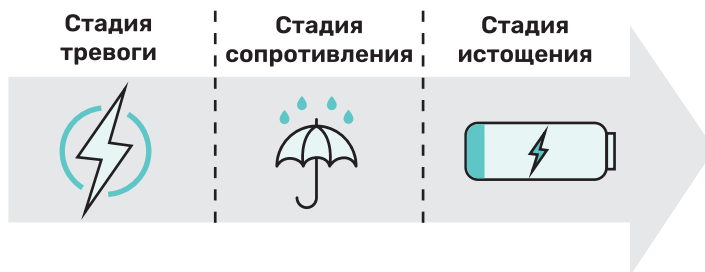 Стадия
тревоги
Стадия
сопротивления
Стадия
истощения